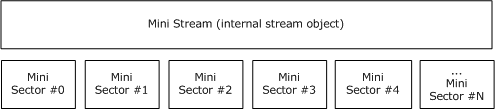 Mini Stream (internal stream object)
Mini
Sector #0
Mini
Sector #1
Mini
Sector #2
Mini
Sector #3
Mini
Sector #4
...
Mini
Sector #N